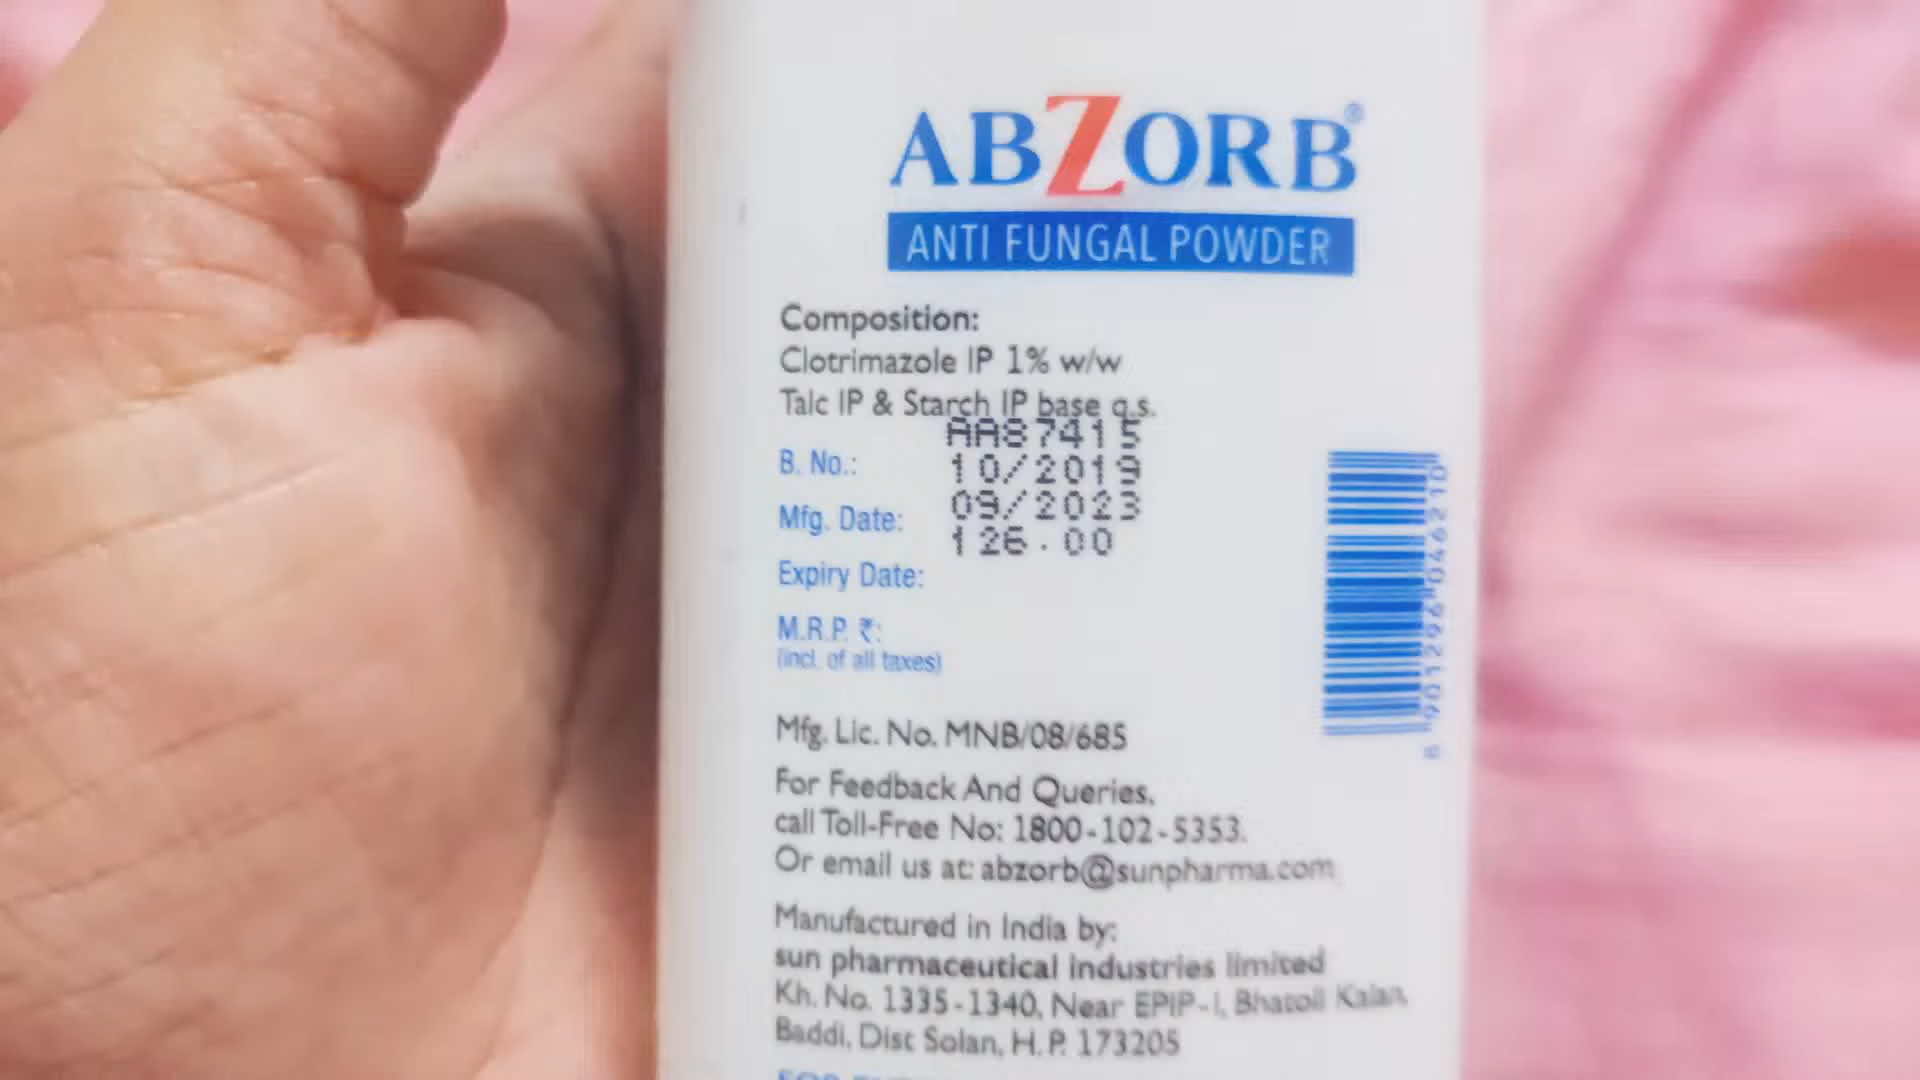 ABZORB®
ANTI FUNGAL POWDER
Composition:
Clotrimazole IP 1% w/w
Talc IP & Starch IP base q.s.
AA87415
B. No.:
10/2019
09/2023
Mfg. Date:
126.00
Expiry Date:
M.R.P. ₹:
(incl. of all taxes)
8 901296 046210
Mfg. Lic. No. MNB/08/685
For Feedback And Queries,
call Toll-Free No: 1800-102-5353.
Or email us at: abzorb@sunpharma.com
Manufactured in India by:
sun pharmaceutical industries limited
Kh. No. 1335-1340, Near EPIP-I, Bhatoli Kalan,
Baddi, Dist Solan, H. P. 173205